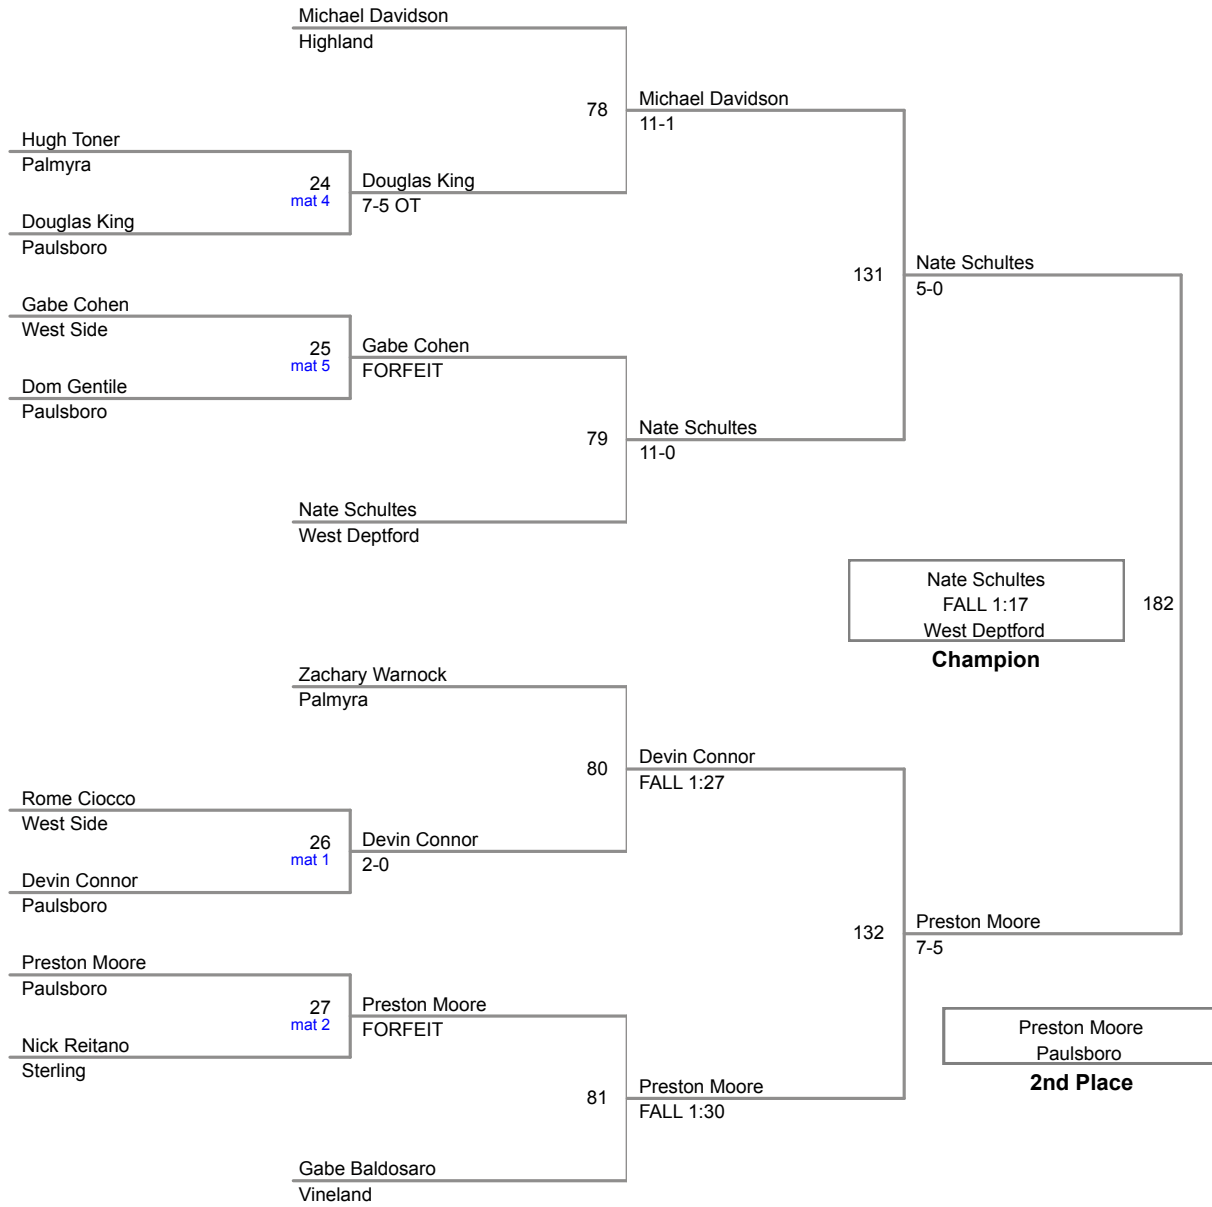 Michael Davidson
Highland
78
Michael Davidson
11-1
Hugh Toner
Palmyra
24
mat 4
Douglas King
7-5 OT
Douglas King
Paulsboro
131
Nate Schultes
5-0
Gabe Cohen
West Side
25
mat 5
Gabe Cohen
FORFEIT
Dom Gentile
Paulsboro
79
Nate Schultes
11-0
Nate Schultes
West Deptford
Nate Schultes
FALL 1:17
West Deptford
182
Champion
Zachary Warnock
Palmyra
80
Devin Connor
FALL 1:27
Rome Ciocco
West Side
26
mat 1
Devin Connor
2-0
Devin Connor
Paulsboro
132
Preston Moore
7-5
Preston Moore
Paulsboro
27
mat 2
Preston Moore
FORFEIT
Nick Reitano
Sterling
Preston Moore
Paulsboro
2nd Place
81
Preston Moore
FALL 1:30
Gabe Baldosaro
Vineland